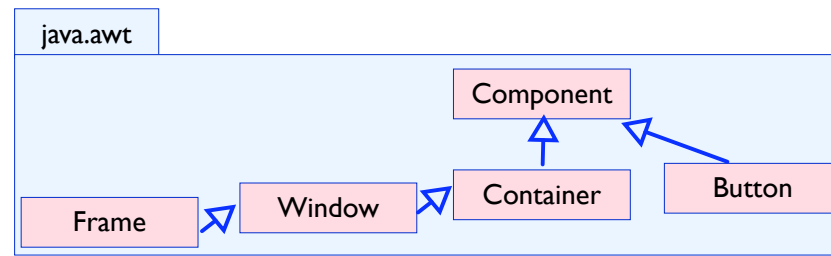 java.awt
Component
Container
Button
Window
Frame